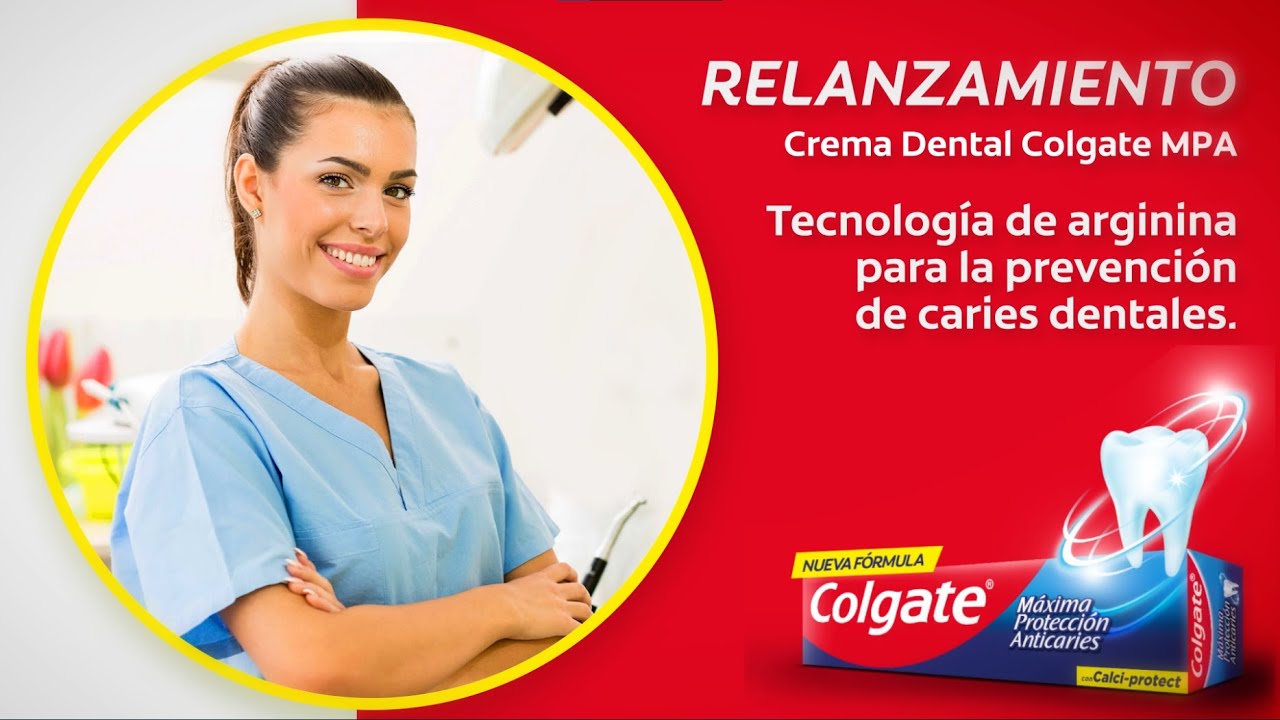 RELANZAMIENTO
Crema Dental Colgate MPA
Tecnología de arginina
para la prevención
de caries dentales.
NUEVA FÓRMULA
Colgate®
Máxima
Protección
Anticaries
con Calci-protect
Colgate®
Máxima
Protección
Anticaries